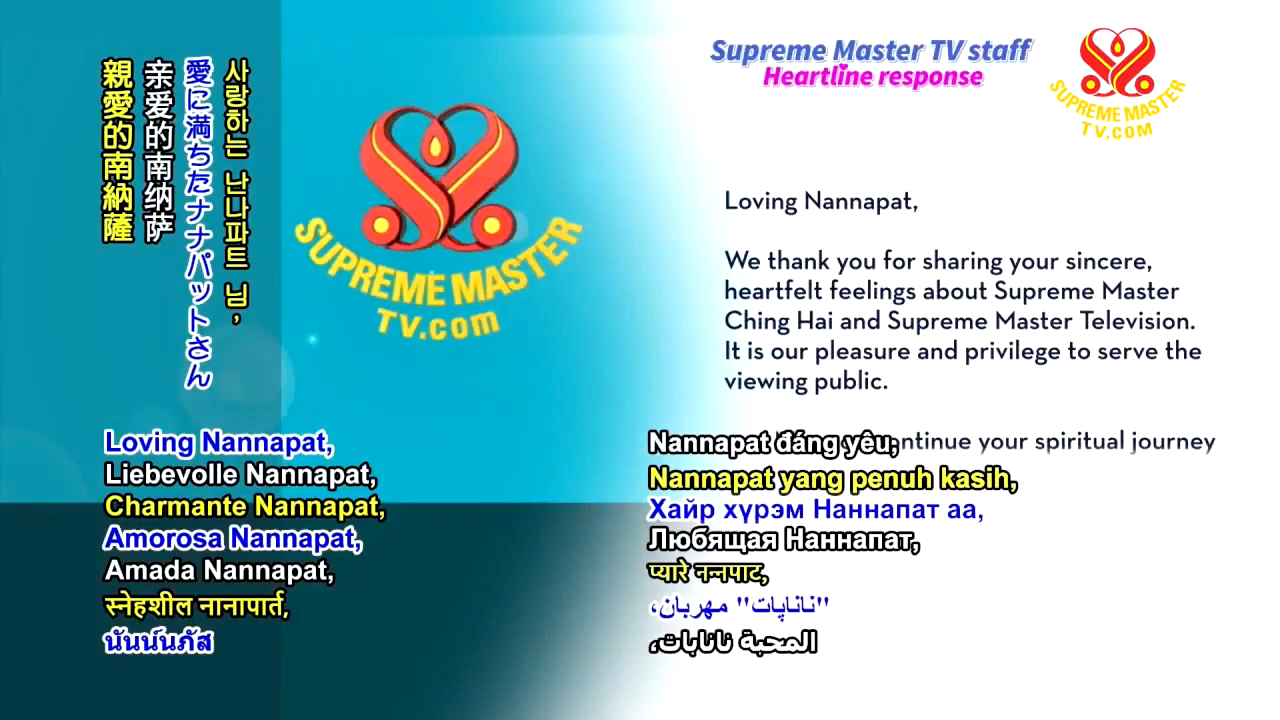 Supreme Master TV staff
Heartline response
SUPREME MASTER
TV.COM
親愛的南納薩
亲爱的南纳萨
愛に満ちたナナパットさん
사랑하는 난나파트 님,
SUPREME MASTER
TV.COM
Loving Nannapat,
We thank you for sharing your sincere,
heartfelt feelings about Supreme Master
Ching Hai and Supreme Master Television.
It is our pleasure and privilege to serve the
viewing public.
continue your spiritual journey
Loving Nannapat,
Liebevolle Nannapat,
Charmante Nannapat,
Amorosa Nannapat,
Amada Nannapat,
स्नेहशील नानापार्त,
นันน์นภัส
Nannapat đáng yêu,
Nannapat yang penuh kasih,
Хайр хүрэм Наннапат аа,
Любящая Наннапат,
प्यारे नन्नपाट,
"ناناپات" مهربان،
المحبة نانابات،